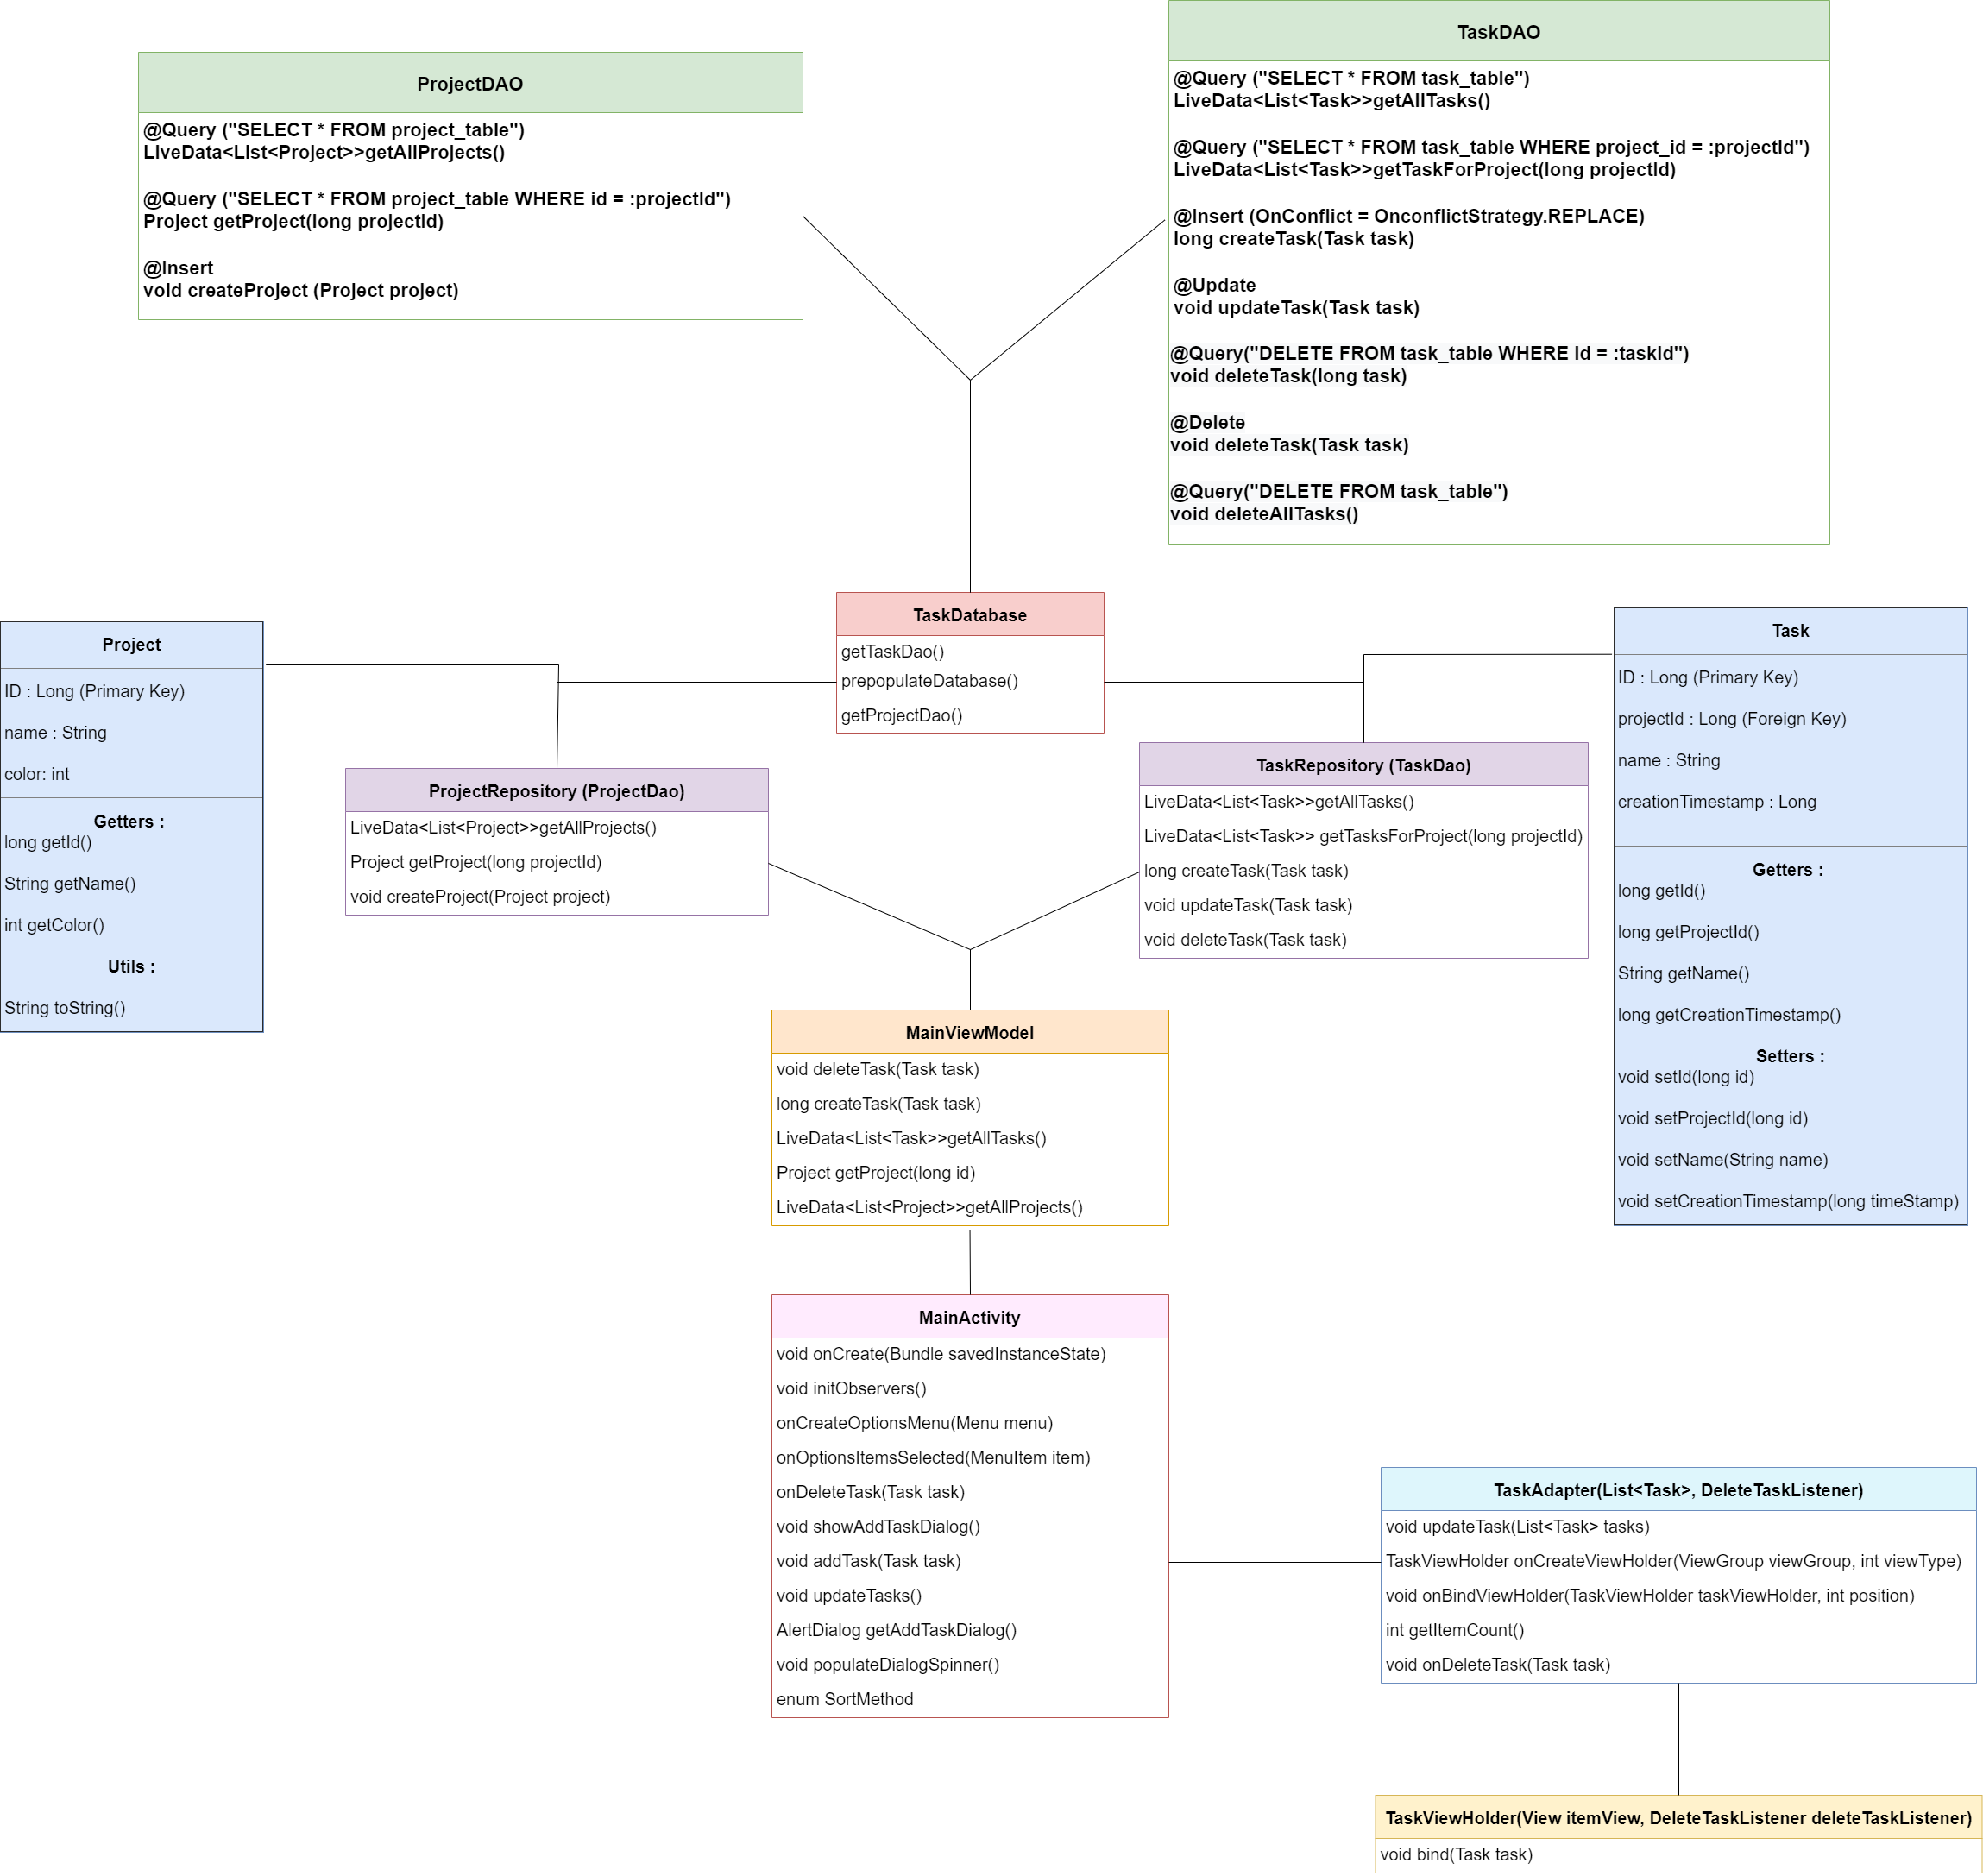 ProjectDAO
@Query ("SELECT * FROM project_table")
LiveData<List<Project>>getAllProjects()
@Query ("SELECT * FROM project_table WHERE id = :projectId")
Project getProject(long projectId)
@Insert
void createProject (Project project)
TaskDAO
@Query ("SELECT * FROM task_table")
LiveData<List<Task>>getAllTasks()
@Query ("SELECT * FROM task_table WHERE project_id = :projectId")
LiveData<List<Task>>getTaskForProject(long projectId)
@Insert (OnConflict = OnconflictStrategy.REPLACE)
long createTask(Task task)
@Update
void updateTask(Task task)
@Query("DELETE FROM task_table WHERE id = :taskId")
void deleteTask(long task)
@Delete
void deleteTask(Task task)
@Query("DELETE FROM task_table")
void deleteAllTasks()
TaskDatabase
getTaskDao()
prepopulateDatabase()
getProjectDao()
Project
ID : Long (Primary Key)
name : String
color: int
Getters :
long getId()
String getName()
int getColor()
Utils :
String toString()
ProjectRepository (ProjectDao)
LiveData<List<Project>>getAllProjects()
Project getProject(long projectId)
void createProject(Project project)
TaskRepository (TaskDao)
LiveData<List<Task>>getAllTasks()
LiveData<List<Task>> getTasksForProject(long projectId)
long createTask(Task task)
void updateTask(Task task)
void deleteTask(Task task)
Task
ID : Long (Primary Key)
projectId : Long (Foreign Key)
name : String
creationTimestamp : Long
Getters :
long getId()
long getProjectId()
String getName()
long getCreationTimestamp()
Setters :
void setId(long id)
void setProjectId(long id)
void setName(String name)
void setCreationTimestamp(long timeStamp)
MainViewModel
void deleteTask(Task task)
long createTask(Task task)
LiveData<List<Task>>getAllTasks()
Project getProject(long id)
LiveData<List<Project>>getAllProjects()
MainActivity
void onCreate(Bundle savedInstanceState)
void initObservers()
onCreateOptionsMenu(Menu menu)
onOptionsItemsSelected(MenuItem item)
onDeleteTask(Task task)
void showAddTaskDialog()
void addTask(Task task)
void updateTasks()
AlertDialog getAddTaskDialog()
void populateDialogSpinner()
enum SortMethod
TaskAdapter(List<Task>, DeleteTaskListener)
void updateTask(List<Task> tasks)
TaskViewHolder onCreateViewHolder(ViewGroup viewGroup, int viewType)
void onBindViewHolder(TaskViewHolder taskViewHolder, int position)
int getItemCount()
void onDeleteTask(Task task)
TaskViewHolder(View itemView, DeleteTaskListener deleteTaskListener)
void bind(Task task)